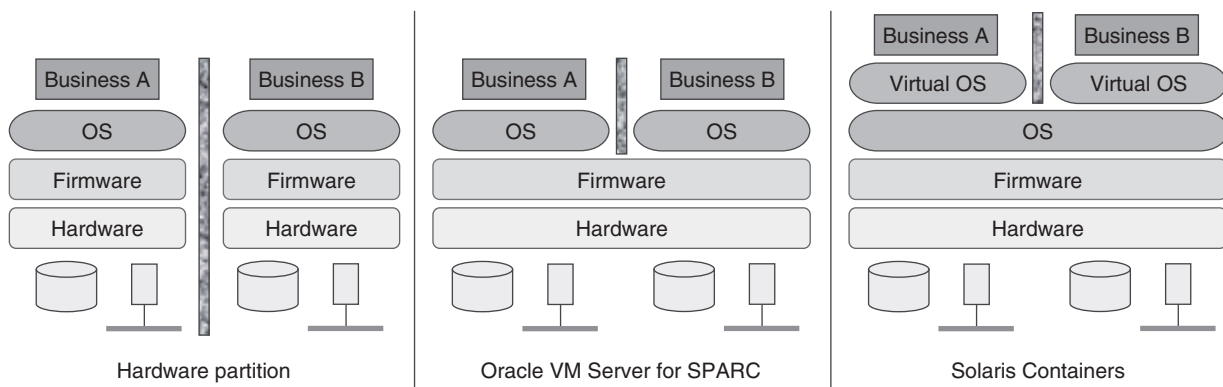 Business A
Business B
OS
OS
Firmware
Firmware
Hardware
Hardware
Hardware partition
Business A
Business B
OS
OS
Firmware
Hardware
Oracle VM Server for SPARC
Business A
Business B
Virtual OS
Virtual OS
OS
Firmware
Hardware
Solaris Containers